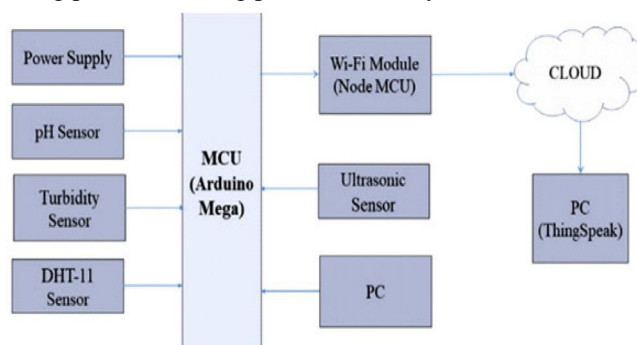 Power Supply
pH Sensor
Turbidity
Sensor
DHT-11
Sensor
MCU
(Arduino
Mega)
Wi-Fi Module
(Node MCU)
Ultrasonic
Sensor
PC
CLOUD
PC
(ThingSpeak)